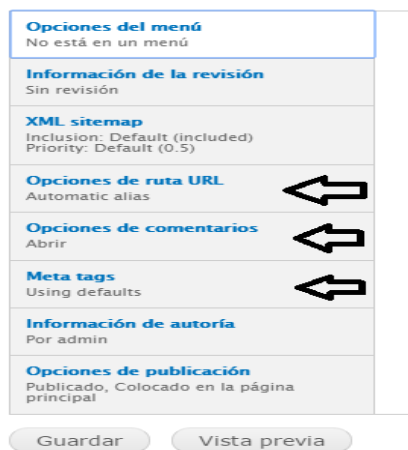 Opciones del menú
No está en un menú
Información de la revisión
Sin revisión
XML sitemap
Inclusion: Default (included)
Priority: Default (0.5)
Opciones de ruta URL
Automatic alias
Opciones de comentarios
Abrir
Meta tags
Using defaults
Información de autoría
Por admin
Opciones de publicación
Publicado, Colocado en la página
principal
Guardar Vista previa